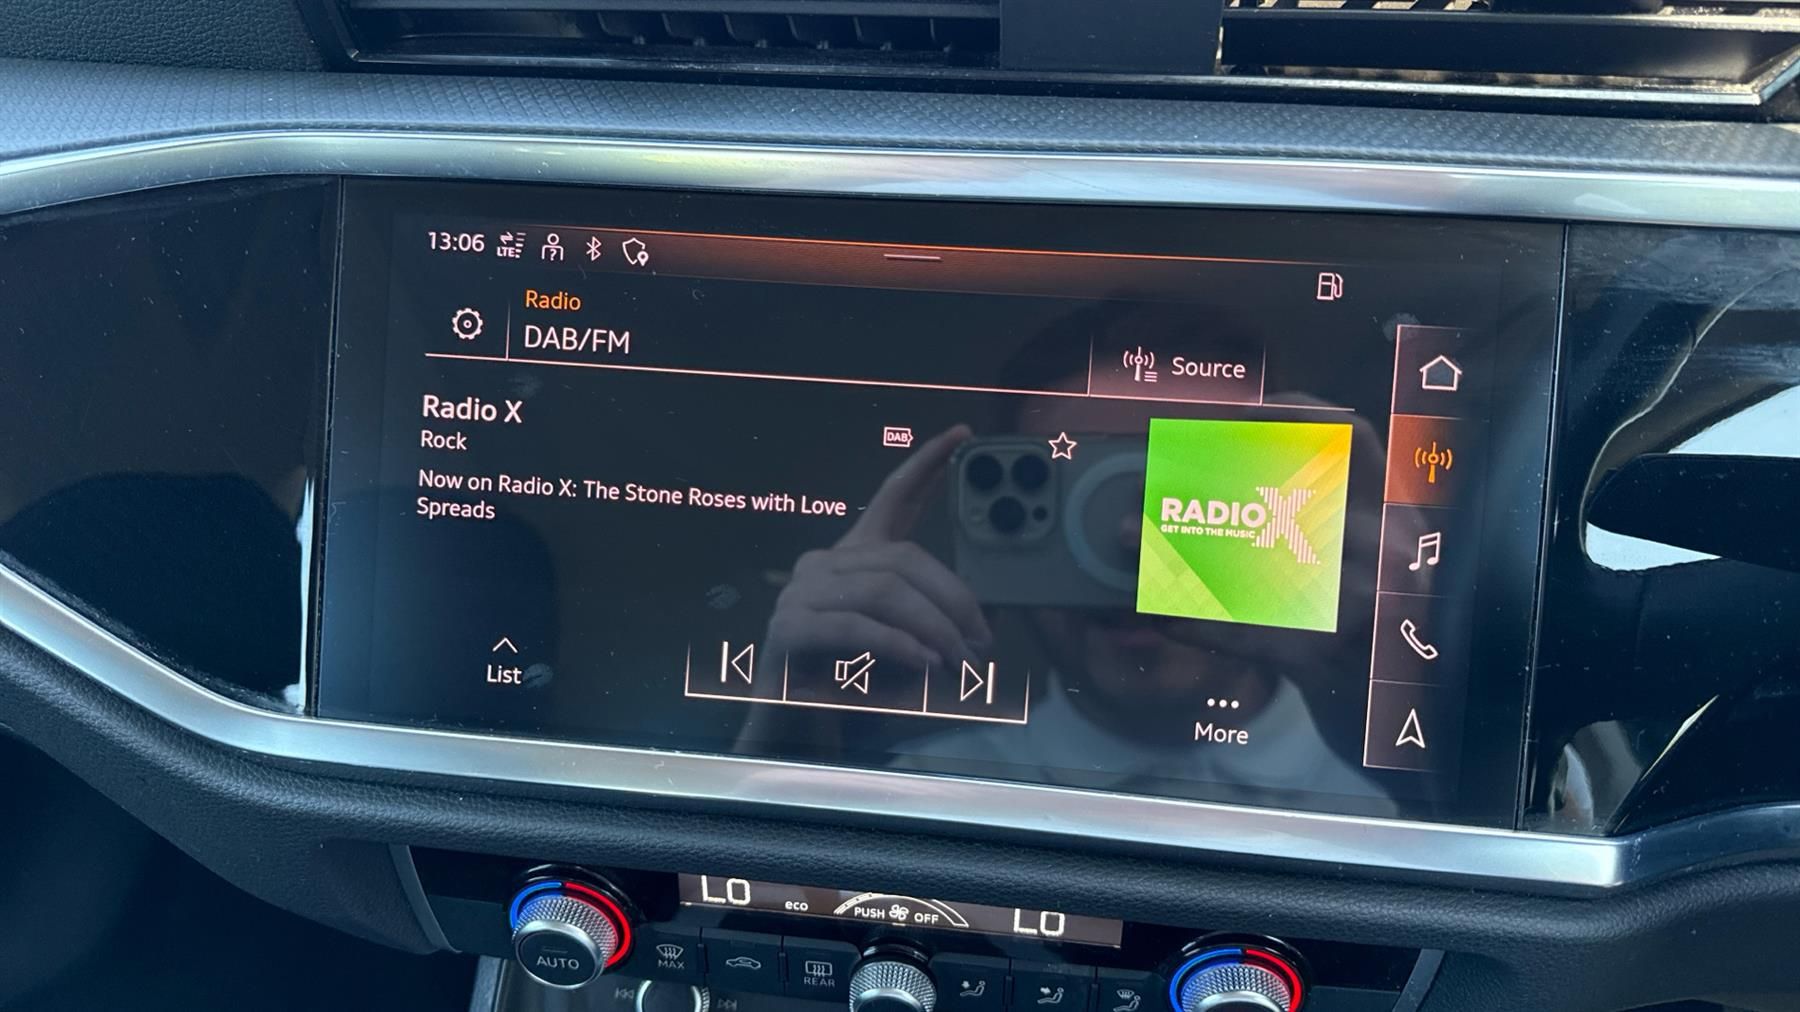 13:06 LTE
Radio
DAB/FM
Source
Radio X
Rock
DAB
Now on Radio X: The Stone Roses with Love
Spreads
RADIO X
GET INTO THE MUSIC
List
More
LO eco PUSH OFF LO
AUTO
MAX
REAR